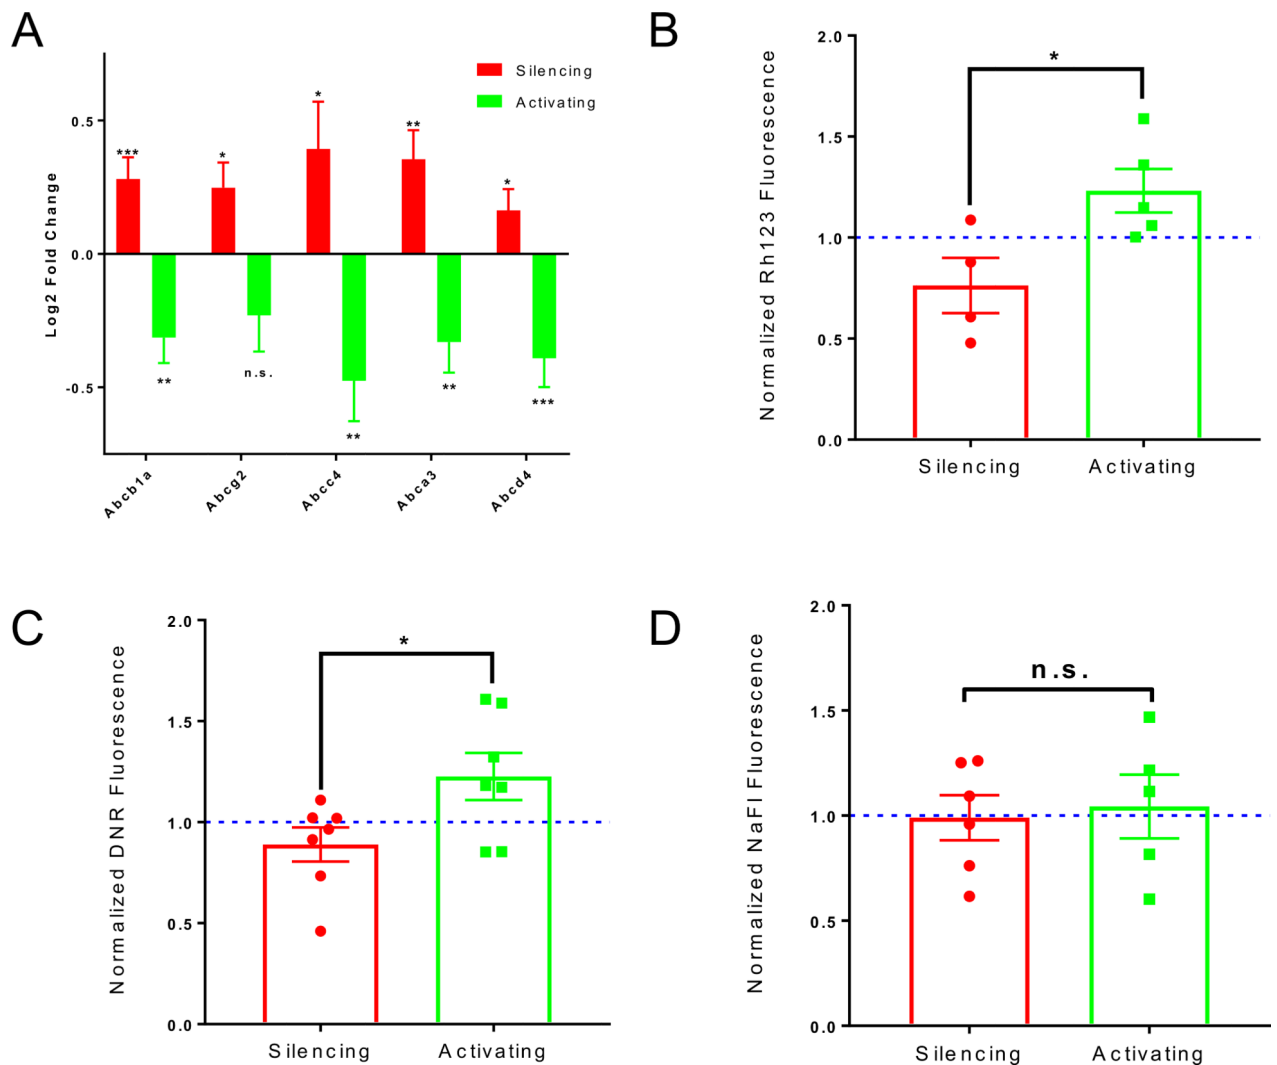 A
Log2 Fold Change
0.5
0.0
-0.5
Silencing
Activating
***
*
*
**
*
**
n.s.
**
**
***
Abcb1a
Abcg2
Abcc4
Abca3
Abcd4
B
Normalized Rh123 Fluorescence
2.0
1.5
1.0
0.5
0.0
*
Silencing
Activating
C
Normalized DNR Fluorescence
2.0
1.5
1.0
0.5
0.0
*
Silencing
Activating
D
Normalized NaFl Fluorescence
2.0
1.5
1.0
0.5
0.0
n.s.
Silencing
Activating